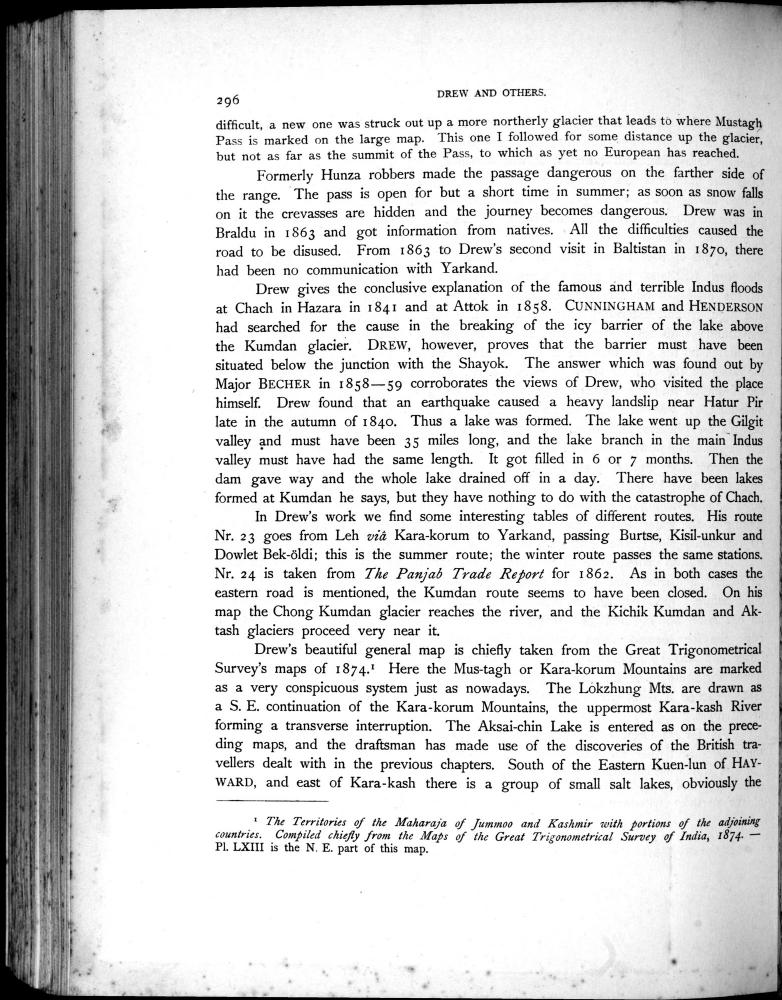 296
DREW AND OTHERS.
difficult, a new one was struck out up a more northerly glacier that leads to where Mustagh
Pass is marked on the large map. This one I followed for some distance up the glacier,
but not as far as the summit of the Pass, to which as yet no European has reached.
Formerly Hunza robbers made the passage dangerous on the farther side of
the range. The pass is open for but a short time in summer; as soon as snow falls
on it the crevasses are hidden and the journey becomes dangerous. Drew was in
Braldu in 1863 and got information from natives. All the difficulties caused the
road to be disused. From 1863 to Drew's second visit in Baltistan in 1870, there
had been no communication with Yarkand.
Drew gives the conclusive explanation of the famous and terrible Indus floods
at Chach in Hazara in 1841 and at Attok in 1858. CUNNINGHAM and HENDERSON
had searched for the cause in the breaking of the icy barrier of the lake above
the Kumdan glacier. DREW, however, proves that the barrier must have been
situated below the junction with the Shayok. The answer which was found out by
Major BECHER in 1858—59 corroborates the views of Drew, who visited the place
himself. Drew found that an earthquake caused a heavy landslip near Hatur Pir
late in the autumn of 1840. Thus a lake was formed. The lake went up the Gilgit
valley and must have been 35 miles long, and the lake branch in the main Indus
valley must have had the same length. It got filled in 6 or 7 months. Then the
dam gave way and the whole lake drained off in a day. There have been lakes
formed at Kumdan he says, but they have nothing to do with the catastrophe of Chach.
In Drew's work we find some interesting tables of different routes. His route
Nr. 23 goes from Leh viâ Kara-korum to Yarkand, passing Burtse, Kisil-unkur and
Dowlet Bek-öldi; this is the summer route; the winter route passes the same stations.
Nr. 24 is taken from The Panjab Trade Report for 1862. As in both cases the
eastern road is mentioned, the Kumdan route seems to have been closed. On his
map the Chong Kumdan glacier reaches the river, and the Kichik Kumdan and Ak-
tash glaciers proceed very near it.
Drew's beautiful general map is chiefly taken from the Great Trigonometrical
Survey's maps of 1874.¹ Here the Mus-tagh or Kara-korum Mountains are marked
as a very conspicuous system just as nowadays. The Lokzhung Mts. are drawn as
a S. E. continuation of the Kara-korum Mountains, the uppermost Kara-kash River
forming a transverse interruption. The Aksai-chin Lake is entered as on the prece-
ding maps, and the draftsman has made use of the discoveries of the British tra-
vellers dealt with in the previous chapters. South of the Eastern Kuen-lun of HAY-
WARD, and east of Kara-kash there is a group of small salt lakes, obviously the
¹ The Territories of the Maharaja of Jummoo and Kashmir with portions of the adjoining
countries. Compiled chiefly from the Maps of the Great Trigonometrical Survey of India, 1874. —
Pl. LXIII is the N. E. part of this map.